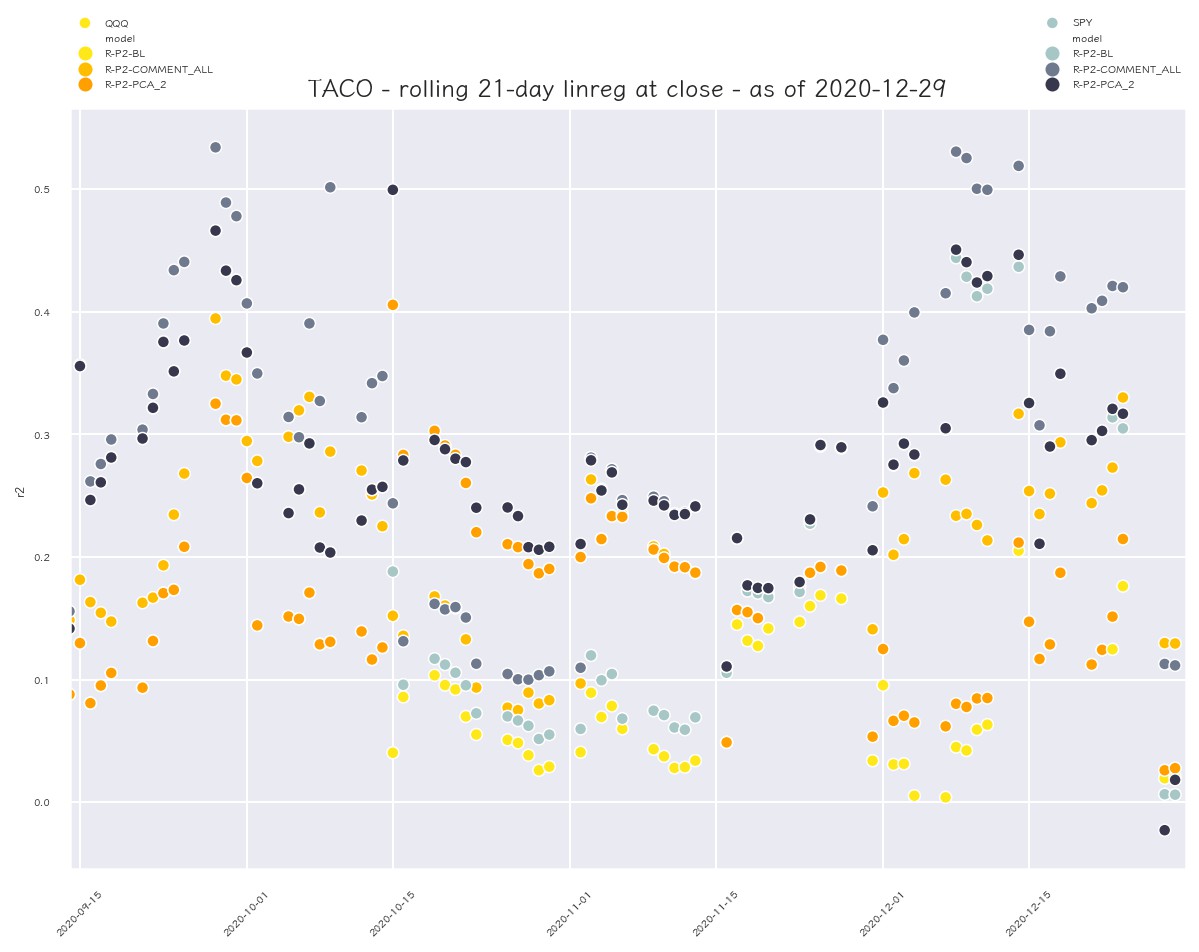 QQQ
model
R-P2-BL
R-P2-COMMENT_ALL
R-P2-PCA_2
SPY
model
R-P2-BL
R-P2-COMMENT_ALL
R-P2-PCA_2
TACO - rolling 21-day linreg at close - as of 2020-12-29
0.5
0.4
0.3
0.2
0.1
0.0
r2
2020-09-15
2020-10-01
2020-10-15
2020-11-01
2020-11-15
2020-12-01
2020-12-15